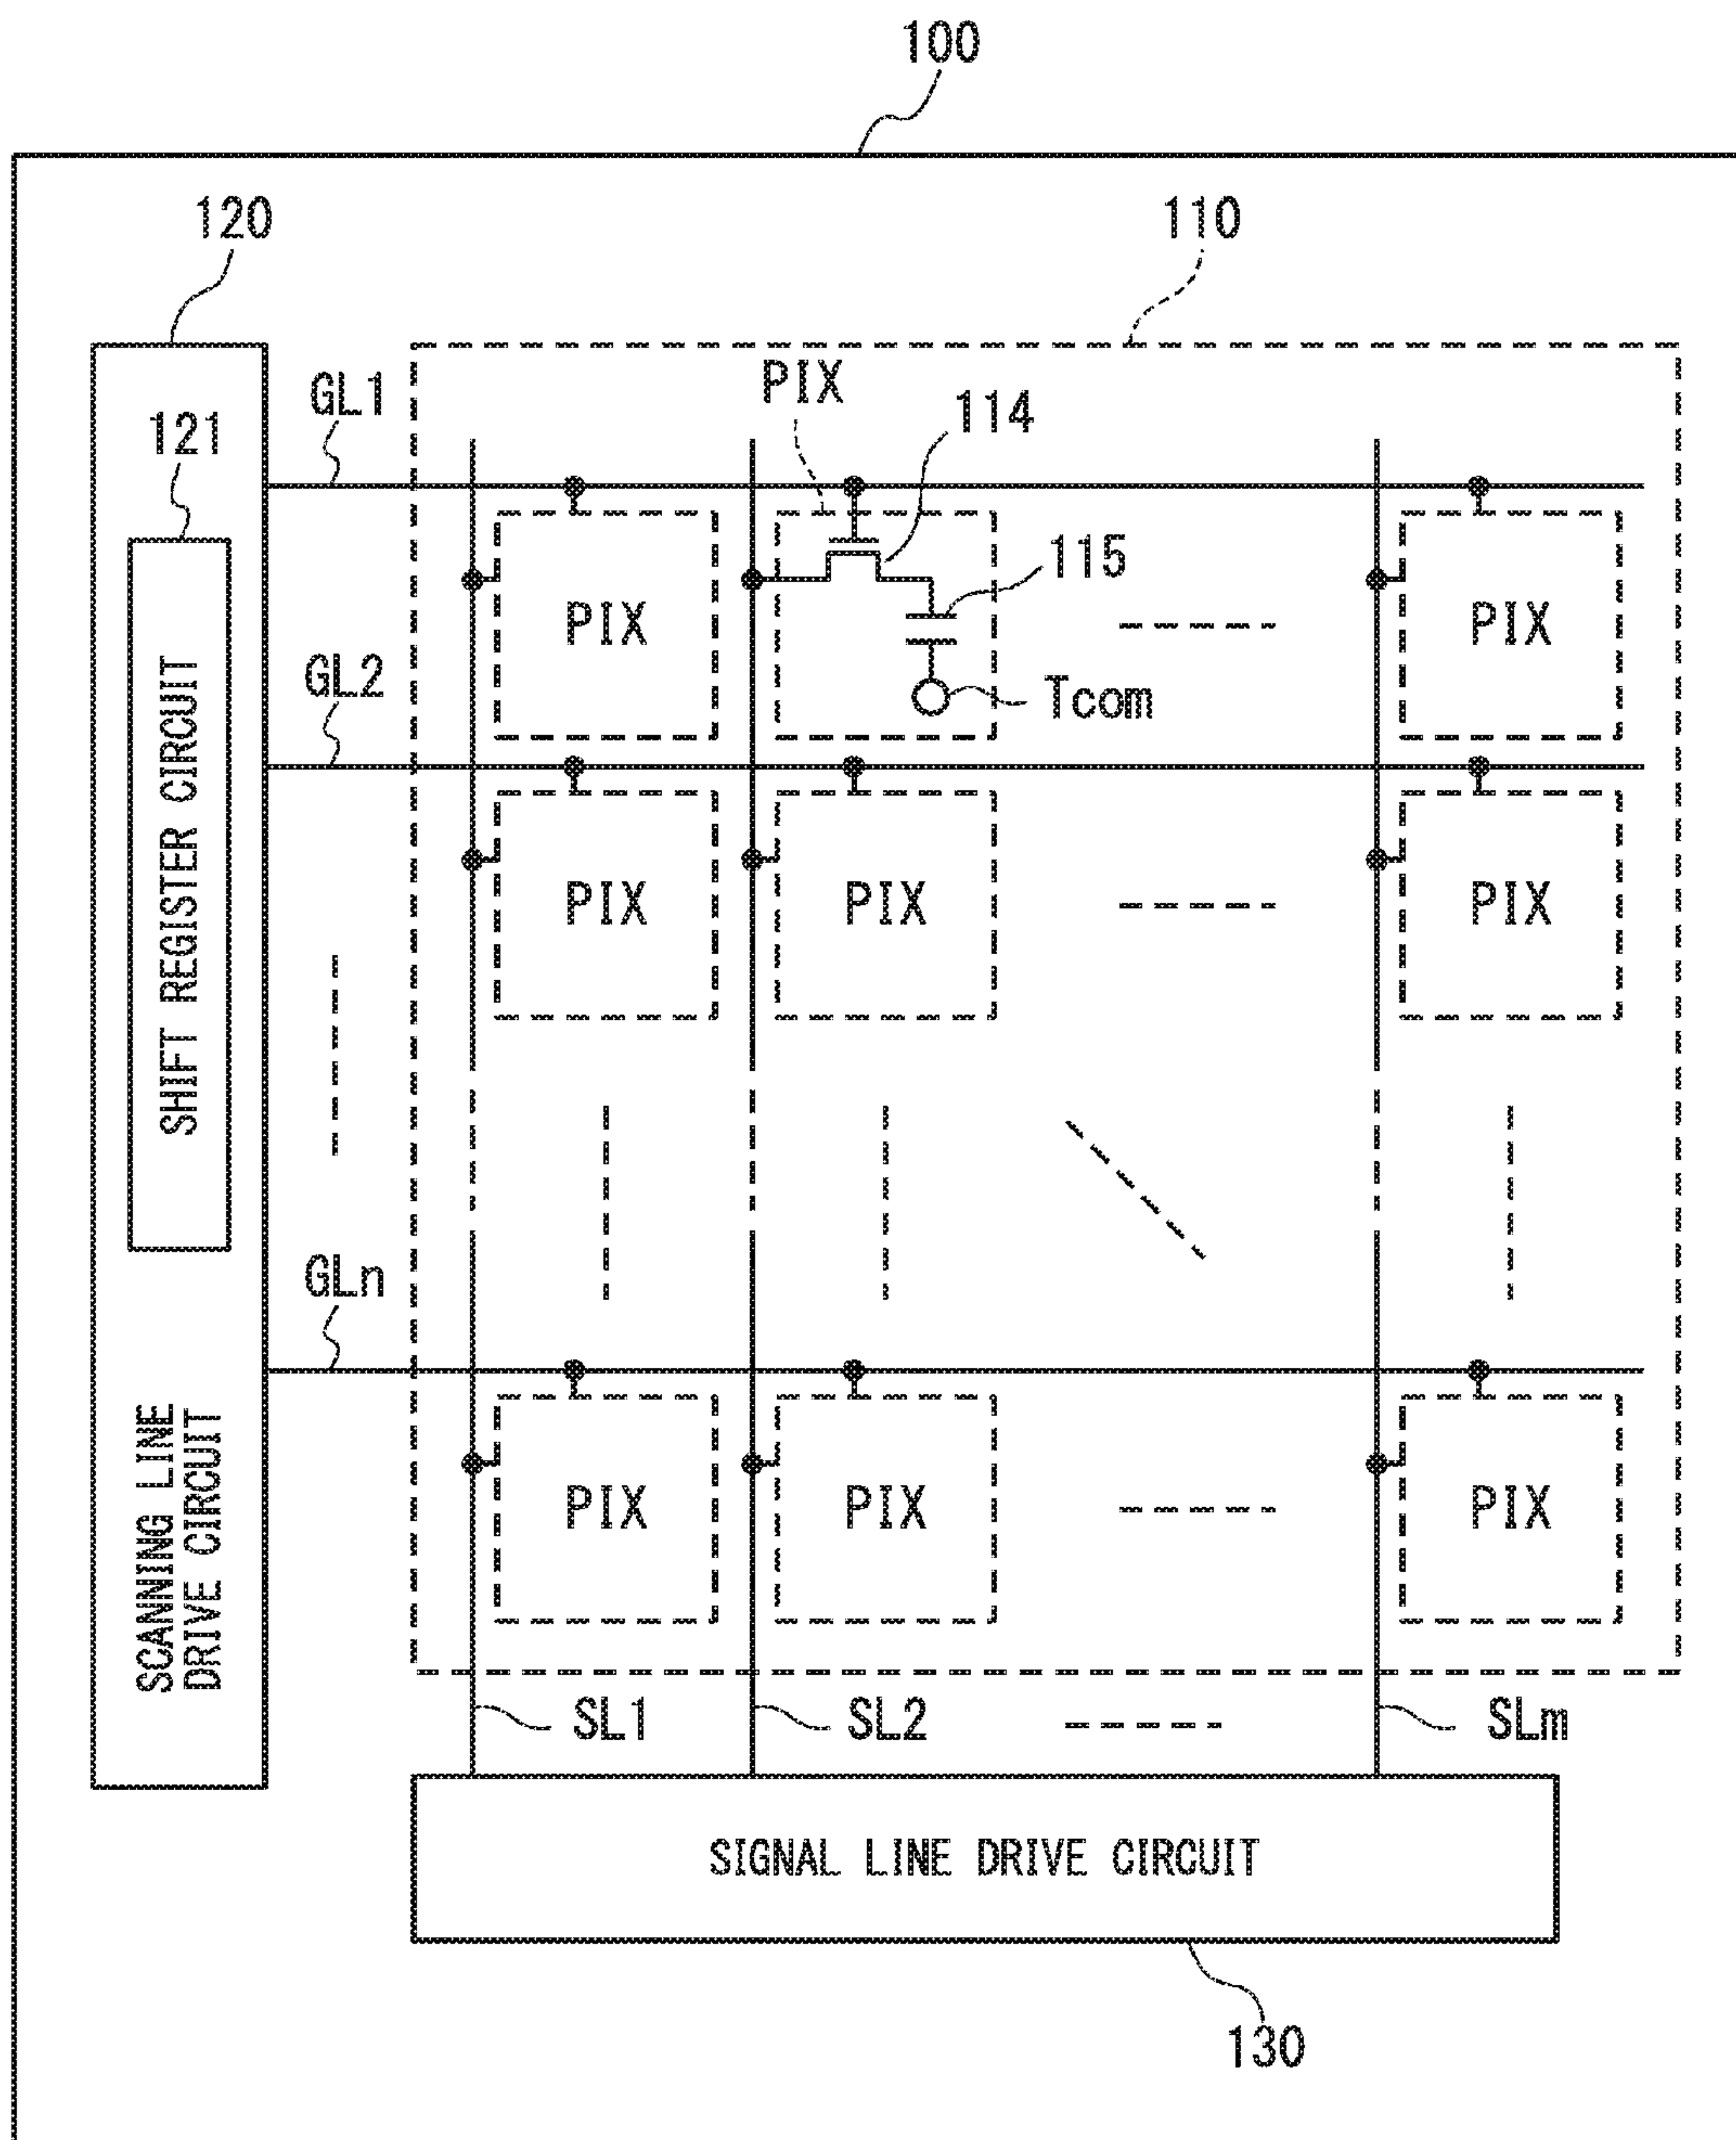 100
120
110
GL1
PIX
114
121
115
PIX
PIX
GL2
Tcom
SHIFT REGISTER CIRCUIT
PIX
PIX
PIX
GLn
SCANNING LINE
DRIVE CIRCUIT
PIX
PIX
PIX
SL1
SL2
SLm
SIGNAL LINE DRIVE CIRCUIT
130